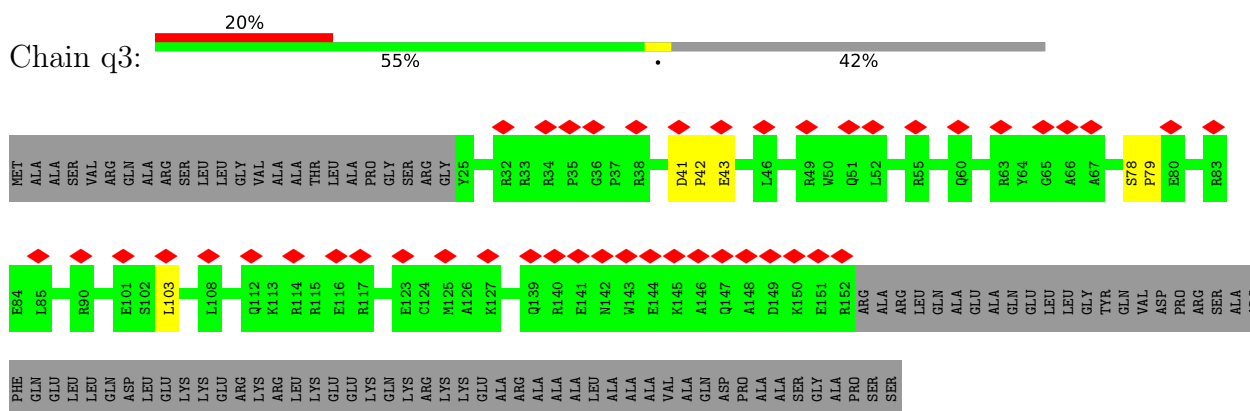 20%
Chain q3:
55% • 42%
MET ALA ALA SER VAL ARG GLN ALA ARG SER LEU LEU GLY VAL ALA ALA THR LEU ALA PRO GLY SER ARG GLY Y25 R32 R33 R34 P35 G36 P37 R38 D41 P42 E43 L46 R49 W50 Q51 L52 R55 Q60 R63 Y64 G65 A66 A67 S78 P79 E80 R83
E84 L85 R90 E101 S102 L103 L108 Q112 K113 R114 R115 E116 R117 E123 C124 M125 A126 K127 Q139 R140 E141 N142 W143 E144 K145 A146 Q147 A148 D149 K150 E151 R152 ARG ALA ARG LEU GLN ALA GLU ALA GLN GLU LEU LEU GLY TYR GLN VAL ASP PRO ARG SER ALA
PHE GLN GLU LEU LEU GLN ASP LEU GLU LYS LYS GLU ARG LYS ARG LEU LYS GLU GLU LYS GLN LYS ARG LYS LYS GLU ALA ARG ALA ALA ALA LEU ALA ALA ALA VAL ALA GLN ASP PRO ALA ALA SER GLY ALA PRO SER SER